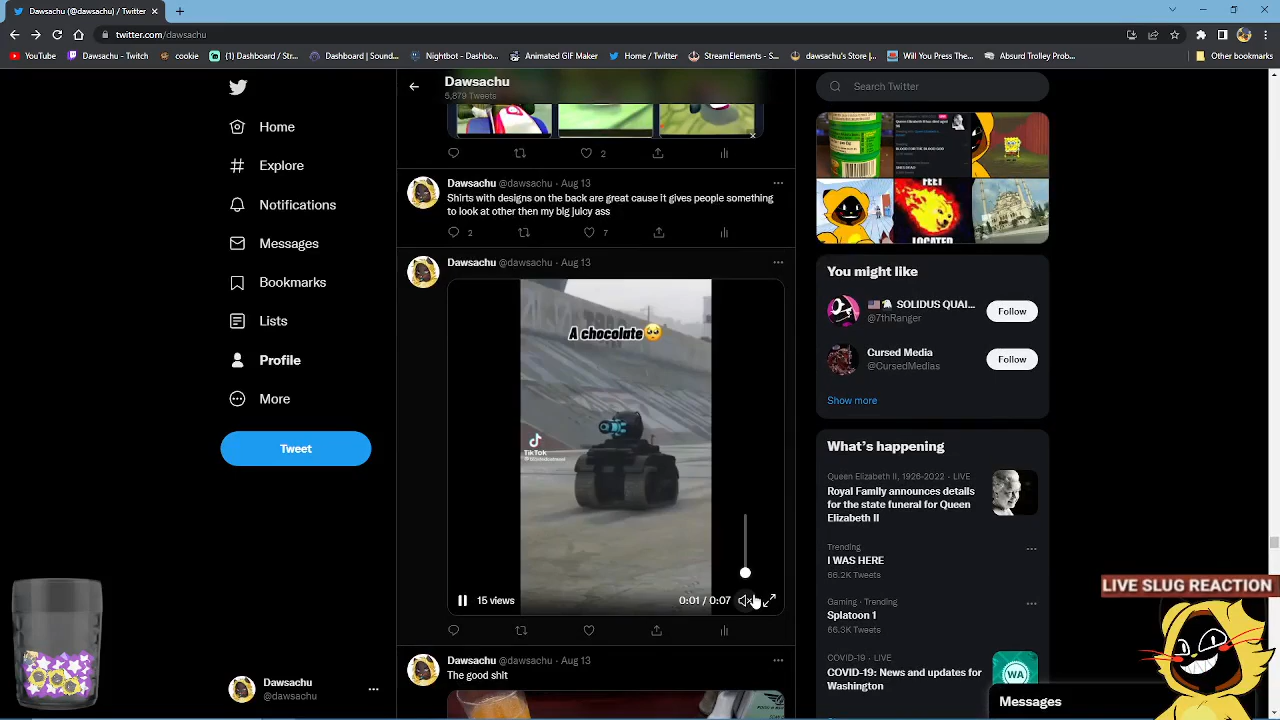 Dawsachu (@dawsachu) / Twitter
twitter.com/dawsachu
YouTube
Dawsachu - Twitch
cookie
(1) Dashboard / Str...
Dashboard | Sound...
Nightbot - Dashbo...
Animated GIF Maker
Home / Twitter
StreamElements - S...
dawsachu's Store |...
Will You Press The...
Absurd Trolley Prob...
Other bookmarks
Home
Explore
Notifications
Messages
Bookmarks
Lists
Profile
More
Tweet
Dawsachu
@dawsachu
Dawsachu
5,879 Tweets
2
Dawsachu @dawsachu · Aug 13
Shirts with designs on the back are great cause it gives people something
to look at other then my big juicy ass
2
7
Dawsachu @dawsachu · Aug 13
A chocolate🥺
TikTok
15 views
0:01 / 0:07
Dawsachu @dawsachu · Aug 13
The good shit
Search Twitter
FEET
LOCATED
You might like
🇺🇸 SOLIDUS QUAI...
@7thRanger
Follow
Cursed Media
@CursedMedias
Follow
Show more
What's happening
Queen Elizabeth II, 1926-2022 · LIVE
Royal Family announces details
for the state funeral for Queen
Elizabeth II
Trending
I WAS HERE
66.2K Tweets
Gaming · Trending
Splatoon 1
66.3K Tweets
COVID-19 · LIVE
COVID-19: News and updates for
Washington
WA
Messages
LIVE SLUG REACTION